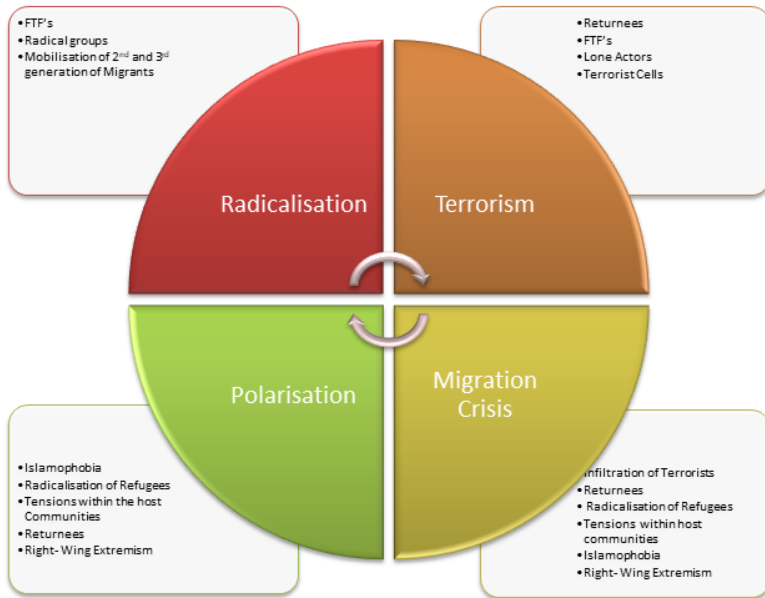 •FTF's
•Radical groups
•Mobilisation of 2nd and 3rd
generation of Migrants
•Returnees
•FTF's
•Lone Actors
•Terrorist Cells
Radicalisation
Terrorism
Polarisation
Migration
Crisis
•Islamophobia
•Radicalisation of Refugees
•Tensions within the host
Communities
•Returnees
•Right- Wing Extremism
•Infiltration of Terrorists
•Returnees
• Radicalisation of Refugees
•Tensions within host
communities
•Islamophobia
•Right- Wing Extremism